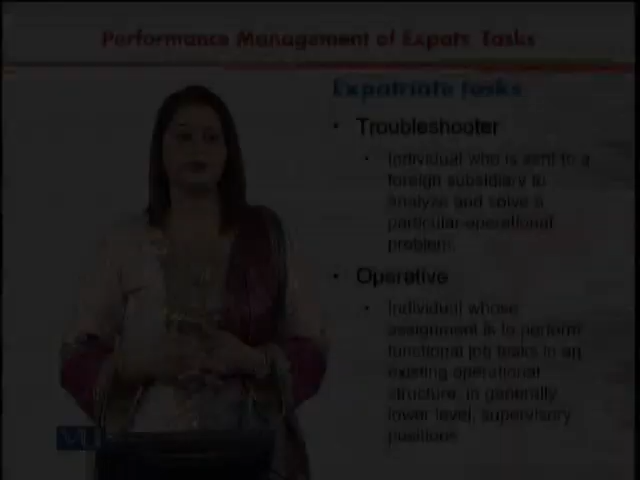 Performance Management of Expats Tasks
Expatriate tasks
• Troubleshooter
• Individual who is sent to a
foreign subsidiary to
analyze and solve a
particular operational
problem.
• Operative
• Individual whose
assignment is to perform
functional job tasks in an
existing operational
structure, in generally
lower level, supervisory
positions
VU